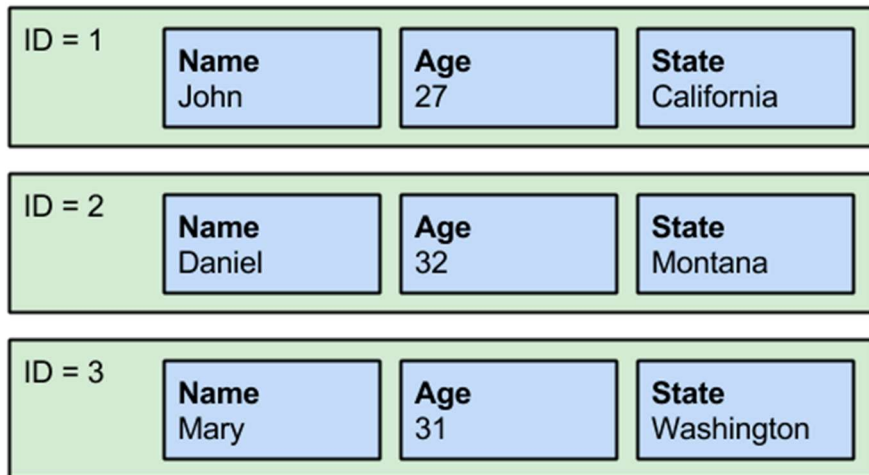 ID = 1
Name
John
Age
27
State
California
ID = 2
Name
Daniel
Age
32
State
Montana
ID = 3
Name
Mary
Age
31
State
Washington